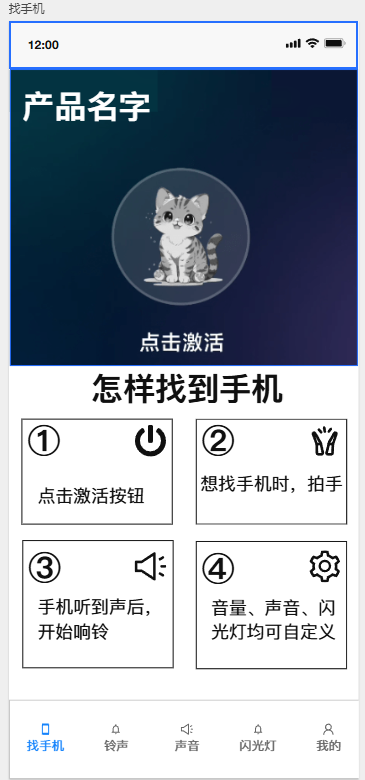 找手机
12:00
产品名字
点击激活
怎样找到手机
①
点击激活按钮
②
想找手机时，拍手
③
手机听到声后，
开始响铃
④
音量、声音、闪
光灯均可自定义
找手机 铃声 声音 闪光灯 我的